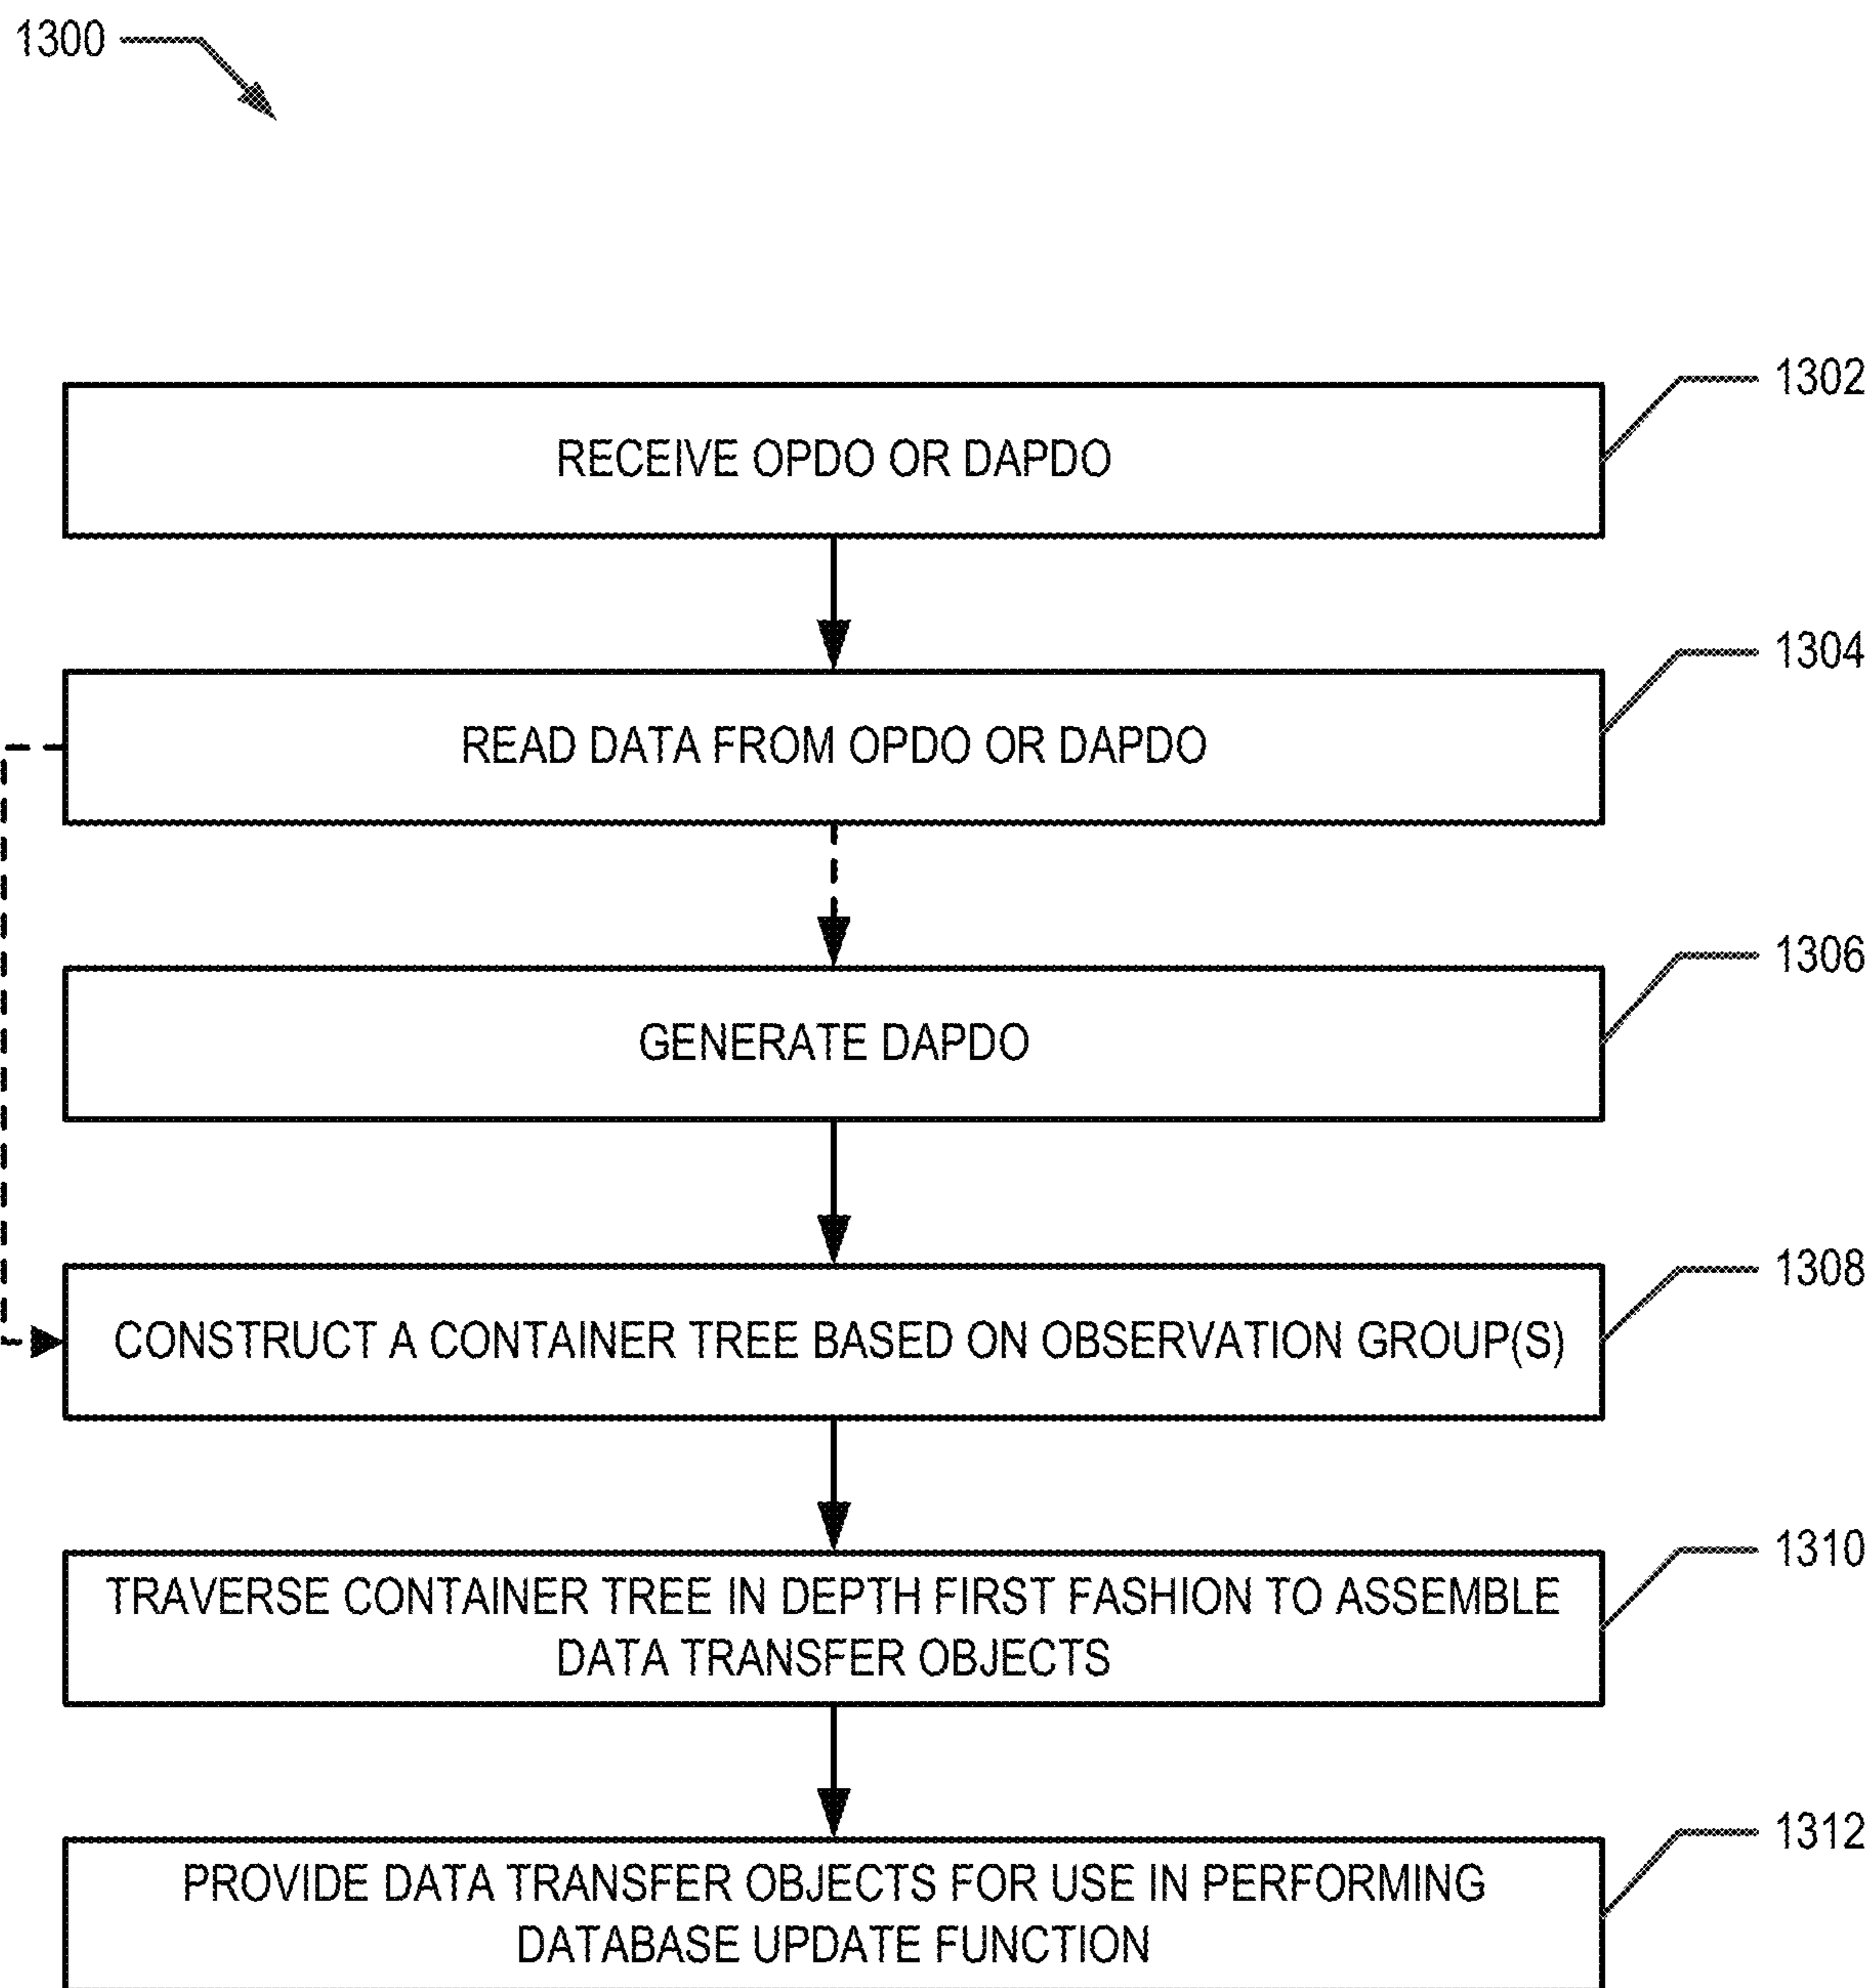 1300
1302
RECEIVE OPDO OR DAPDO
1304
READ DATA FROM OPDO OR DAPDO
1306
GENERATE DAPDO
1308
CONSTRUCT A CONTAINER TREE BASED ON OBSERVATION GROUP(S)
1310
TRAVERSE CONTAINER TREE IN DEPTH FIRST FASHION TO ASSEMBLE
DATA TRANSFER OBJECTS
1312
PROVIDE DATA TRANSFER OBJECTS FOR USE IN PERFORMING
DATABASE UPDATE FUNCTION